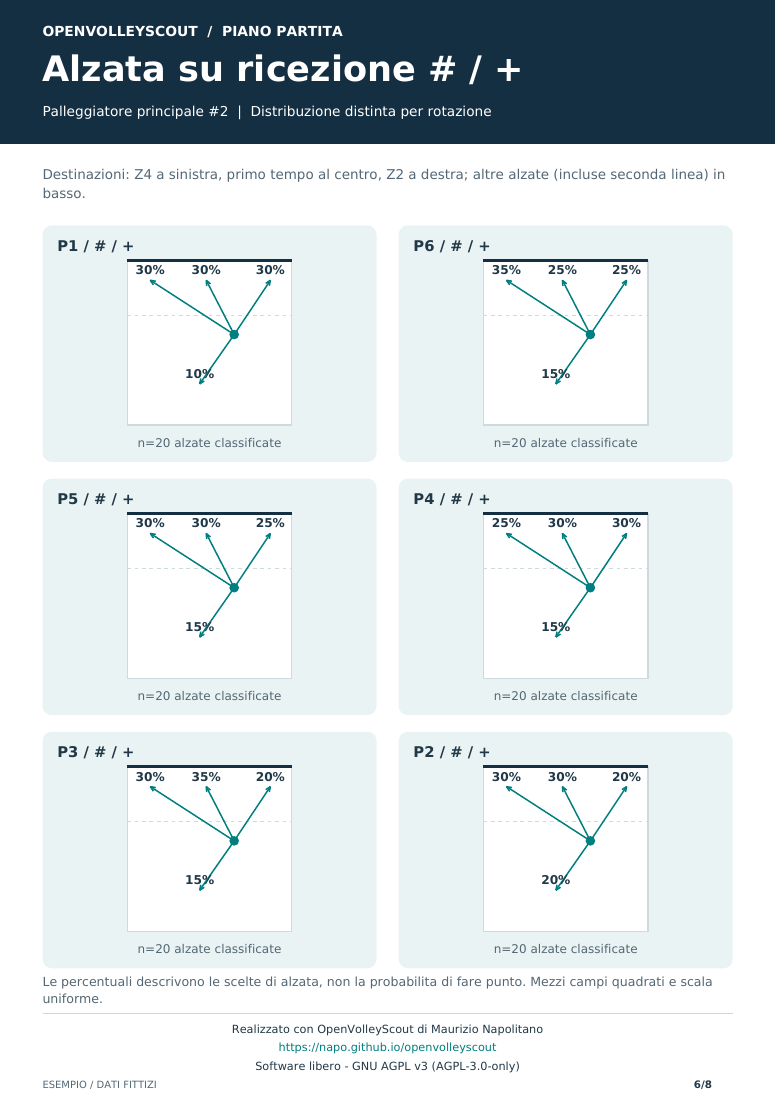 OPENVOLLEYSCOUT / PIANO PARTITA
Alzata su ricezione # / +
Palleggiatore principale #2 | Distribuzione distinta per rotazione
Destinazioni: Z4 a sinistra, primo tempo al centro, Z2 a destra; altre alzate (incluse seconda linea) in
basso.
P1 / # / +
30% 30% 30%
10%
n=20 alzate classificate
P6 / # / +
35% 25% 25%
15%
n=20 alzate classificate
P5 / # / +
30% 30% 25%
15%
n=20 alzate classificate
P4 / # / +
25% 30% 30%
15%
n=20 alzate classificate
P3 / # / +
30% 35% 20%
15%
n=20 alzate classificate
P2 / # / +
30% 30% 20%
20%
n=20 alzate classificate
Le percentuali descrivono le scelte di alzata, non la probabilita di fare punto. Mezzi campi quadrati e scala
uniforme.
Realizzato con OpenVolleyScout di Maurizio Napolitano
https://napo.github.io/openvolleyscout
Software libero - GNU AGPL v3 (AGPL-3.0-only)
ESEMPIO / DATI FITTIZI
6/8